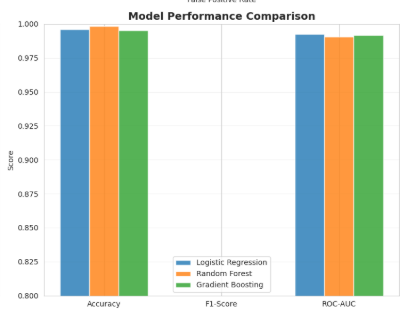 False Positive Rate
Model Performance Comparison
1.000
0.975
0.950
0.925
0.900
0.875
0.850
0.825
0.800
Score
Logistic Regression
Random Forest
Gradient Boosting
Accuracy
F1-Score
ROC-AUC